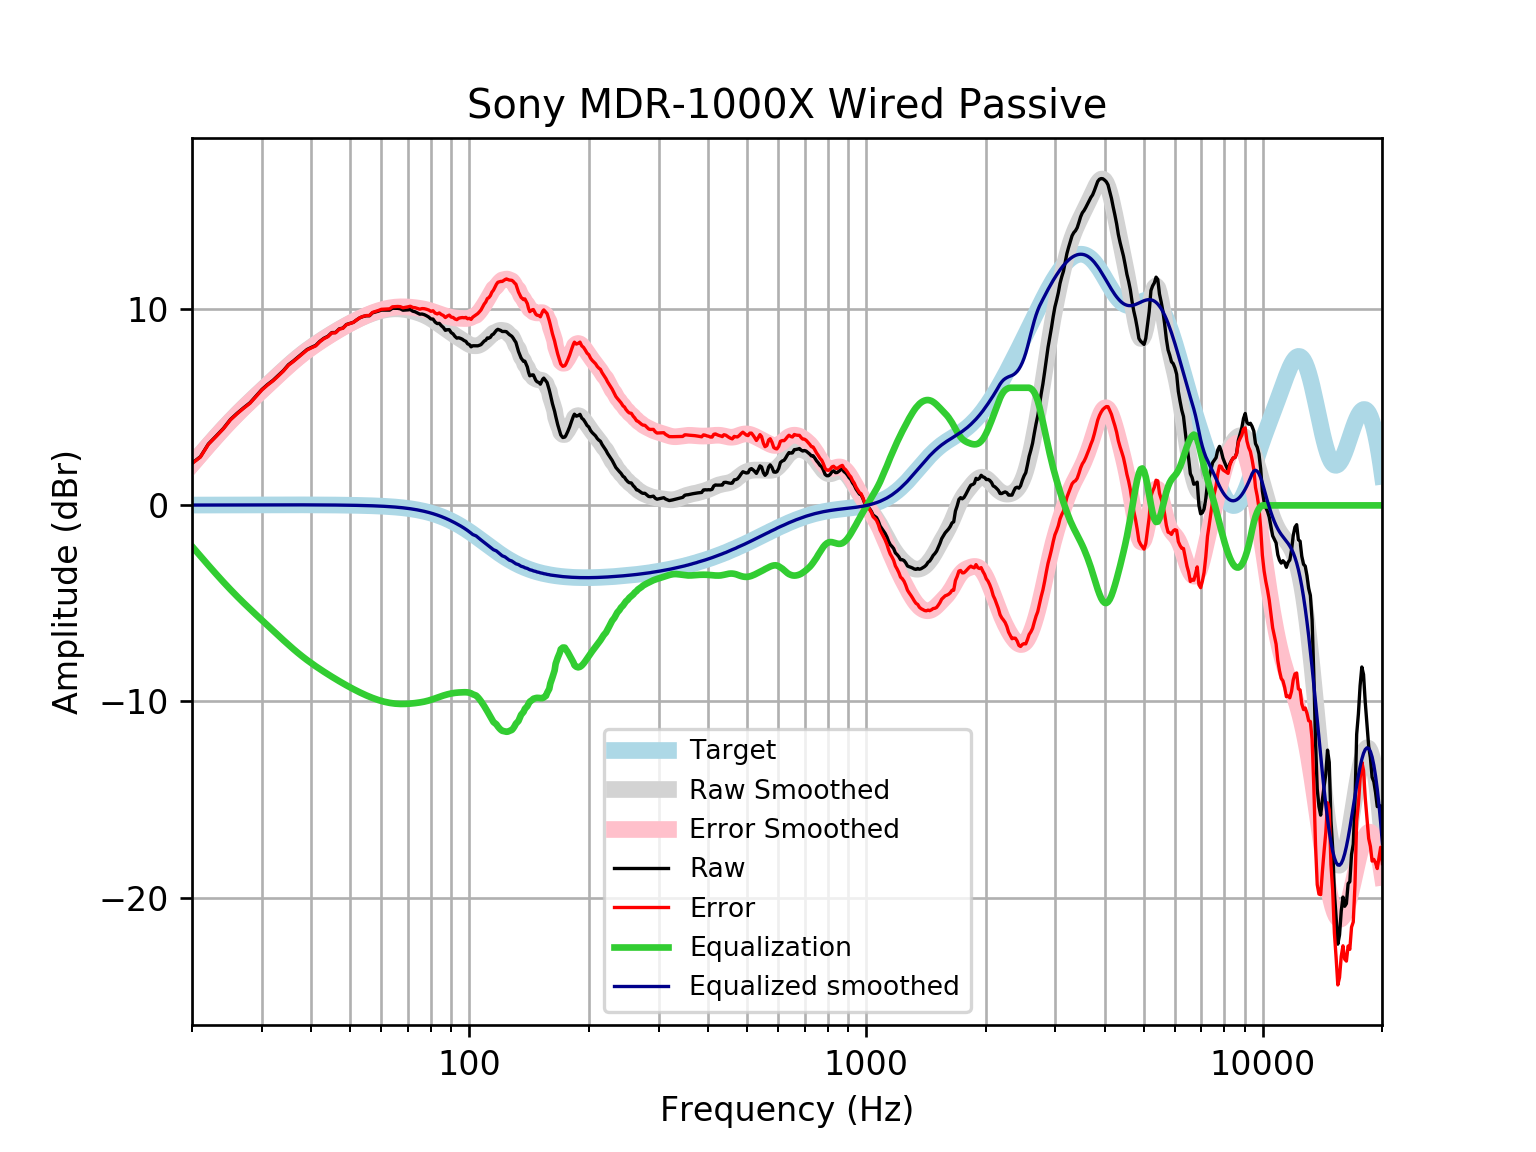 Sony MDR-1000X Wired Passive
Amplitude (dBr)
10
0
−10
−20
Target
Raw Smoothed
Error Smoothed
Raw
Error
Equalization
Equalized smoothed
100 1000 10000
Frequency (Hz)